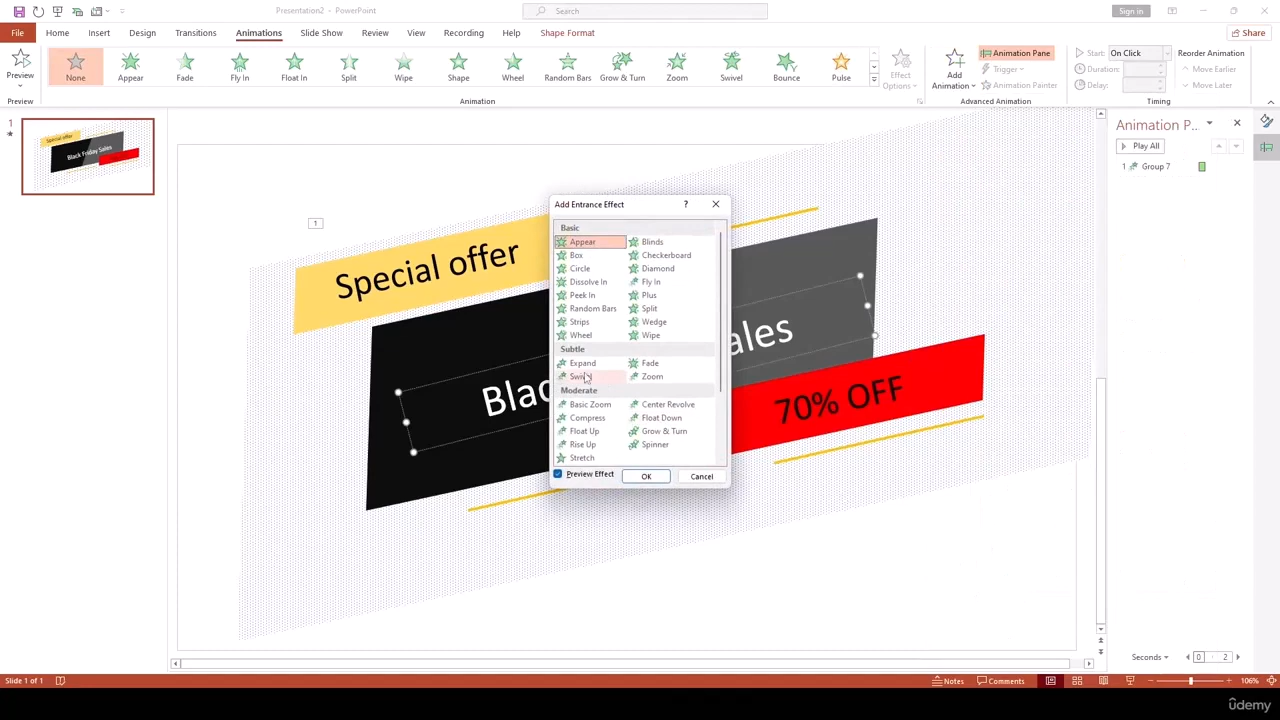 Presentation2 - PowerPoint
Search
Sign in
File
Home
Insert
Design
Transitions
Animations
Slide Show
Review
View
Recording
Help
Shape Format
Share
Preview
None
Appear
Fade
Fly In
Float In
Split
Wipe
Shape
Wheel
Random Bars
Grow & Turn
Zoom
Swivel
Bounce
Pulse
Effect
Options
Add
Animation
Animation Pane
Trigger
Animation Painter
Start: On Click
Duration:
Delay:
Reorder Animation
Move Earlier
Move Later
Preview
Animation
Advanced Animation
Timing
1
Special offer
Black Friday Sales
1
Special offer
Blac
ales
70% OFF
Add Entrance Effect
?
Basic
Appear
Blinds
Box
Checkerboard
Circle
Diamond
Dissolve In
Fly In
Peek In
Plus
Random Bars
Split
Strips
Wedge
Wheel
Wipe
Subtle
Expand
Fade
Zoom
Moderate
Basic Zoom
Center Revolve
Compress
Float Down
Float Up
Grow & Turn
Rise Up
Spinner
Stretch
Preview Effect
OK
Cancel
Animation P...
Play All
1
Group 7
Seconds
0
2
Slide 1 of 1
Notes
Comments
106%
ûdemy